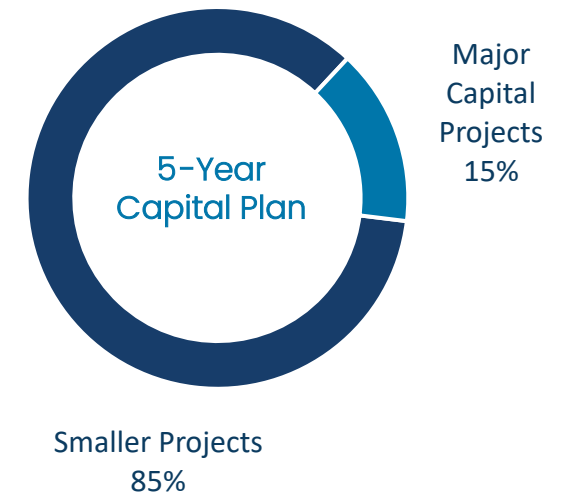 Major
Capital
Projects
15%
5-Year
Capital Plan
Smaller Projects
85%